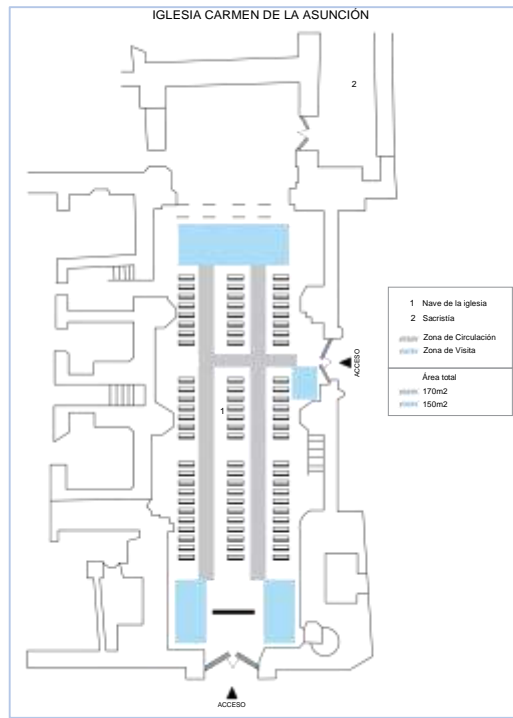 IGLESIA CARMEN DE LA ASUNCIÓN
2
1 Nave de la iglesia
2 Sacristía
Zona de Circulación
Zona de Visita
ACCESO
Área total
170m2
150m2
1
ACCESO